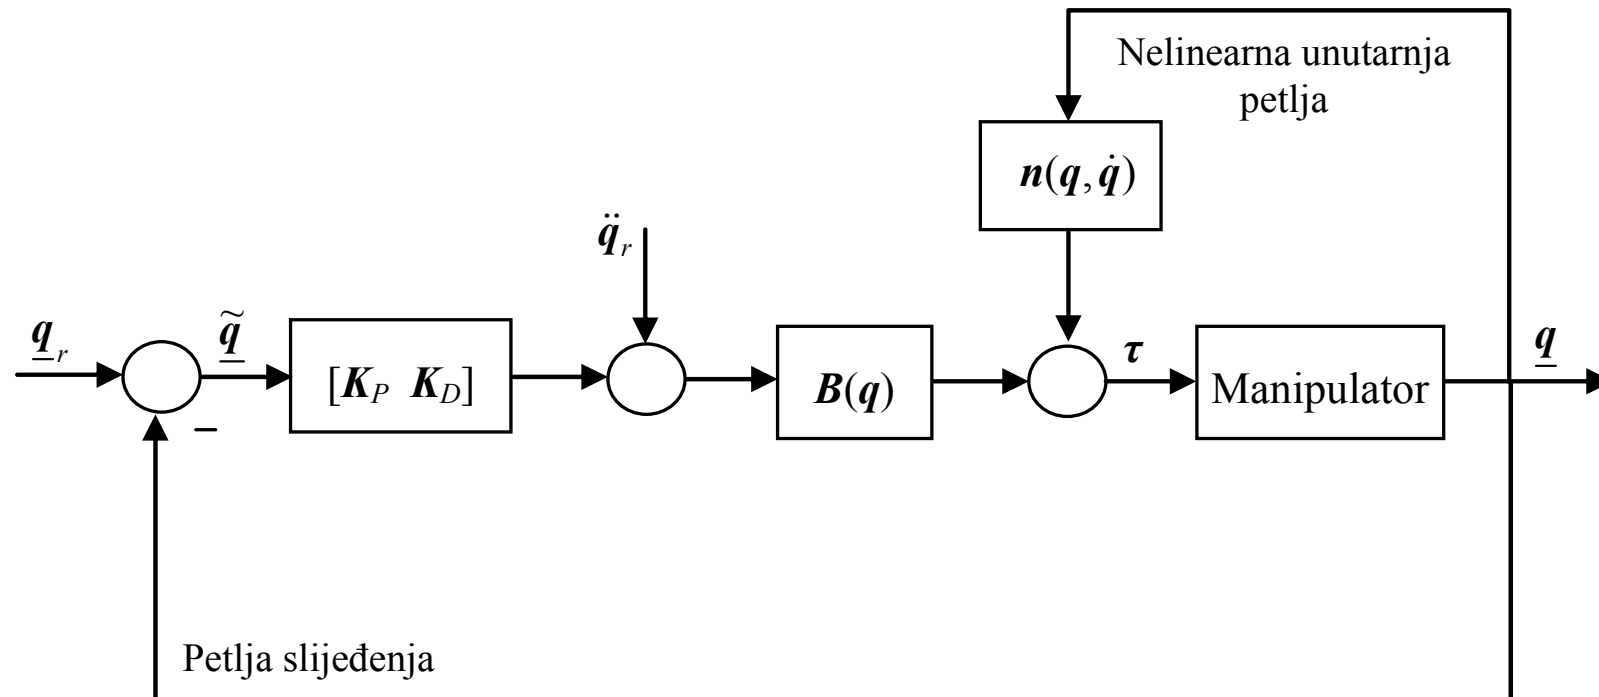 Nelinearna unutarnja
petlja
n(q, q̇)
q̈r
qr
q̃
[KP KD]
B(q)
τ
Manipulator
q
–
Petlja slijeđenja